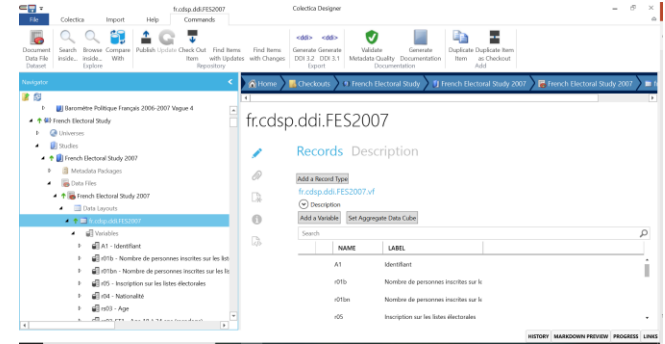 fr.cdsp.ddi.FES2007
Colectica Designer
File
Colectica
Import
Help
Commands
Document Data File
Search inside...
Browse inside...
Compare With
Publish
Update
Check Out Item
Find Items with Updates
Find Items with Changes
Generate DDI 3.2
Generate DDI 3.1
Validate Metadata Quality
Generate Documentation
Duplicate Item
Duplicate Item as Checkout
Dataset
Explore
Repository
Export
Documentation
Add
Navigator
Home
Checkouts
French Electoral Study
French Electoral Study 2007
French Electoral Study 2007
Baromètre Politique Français 2006-2007 Vague 4
French Electoral Study
Universes
Studies
French Electoral Study 2007
Metadata Packages
Data Files
French Electoral Study 2007
Data Layouts
fr.cdsp.ddi.FES2007
Variables
A1 - Identifiant
r01b - Nombre de personnes inscrites sur les list
r01bn - Nombre de personnes inscrites sur les lis
r05 - Inscription sur les listes électorales
r04 - Nationalité
rs03 - Age
fr.cdsp.ddi.FES2007
Records Description
Add a Record Type
fr.cdsp.ddi.FES2007.vf
Description
Add a Variable
Set Aggregate Data Cube
Search
NAME LABEL
A1 Identifiant
r01b Nombre de personnes inscrites sur le
r01bn Nombre de personnes inscrites sur le
r05 Inscription sur les listes électorales
HISTORY MARKDOWN PREVIEW PROGRESS LINKS